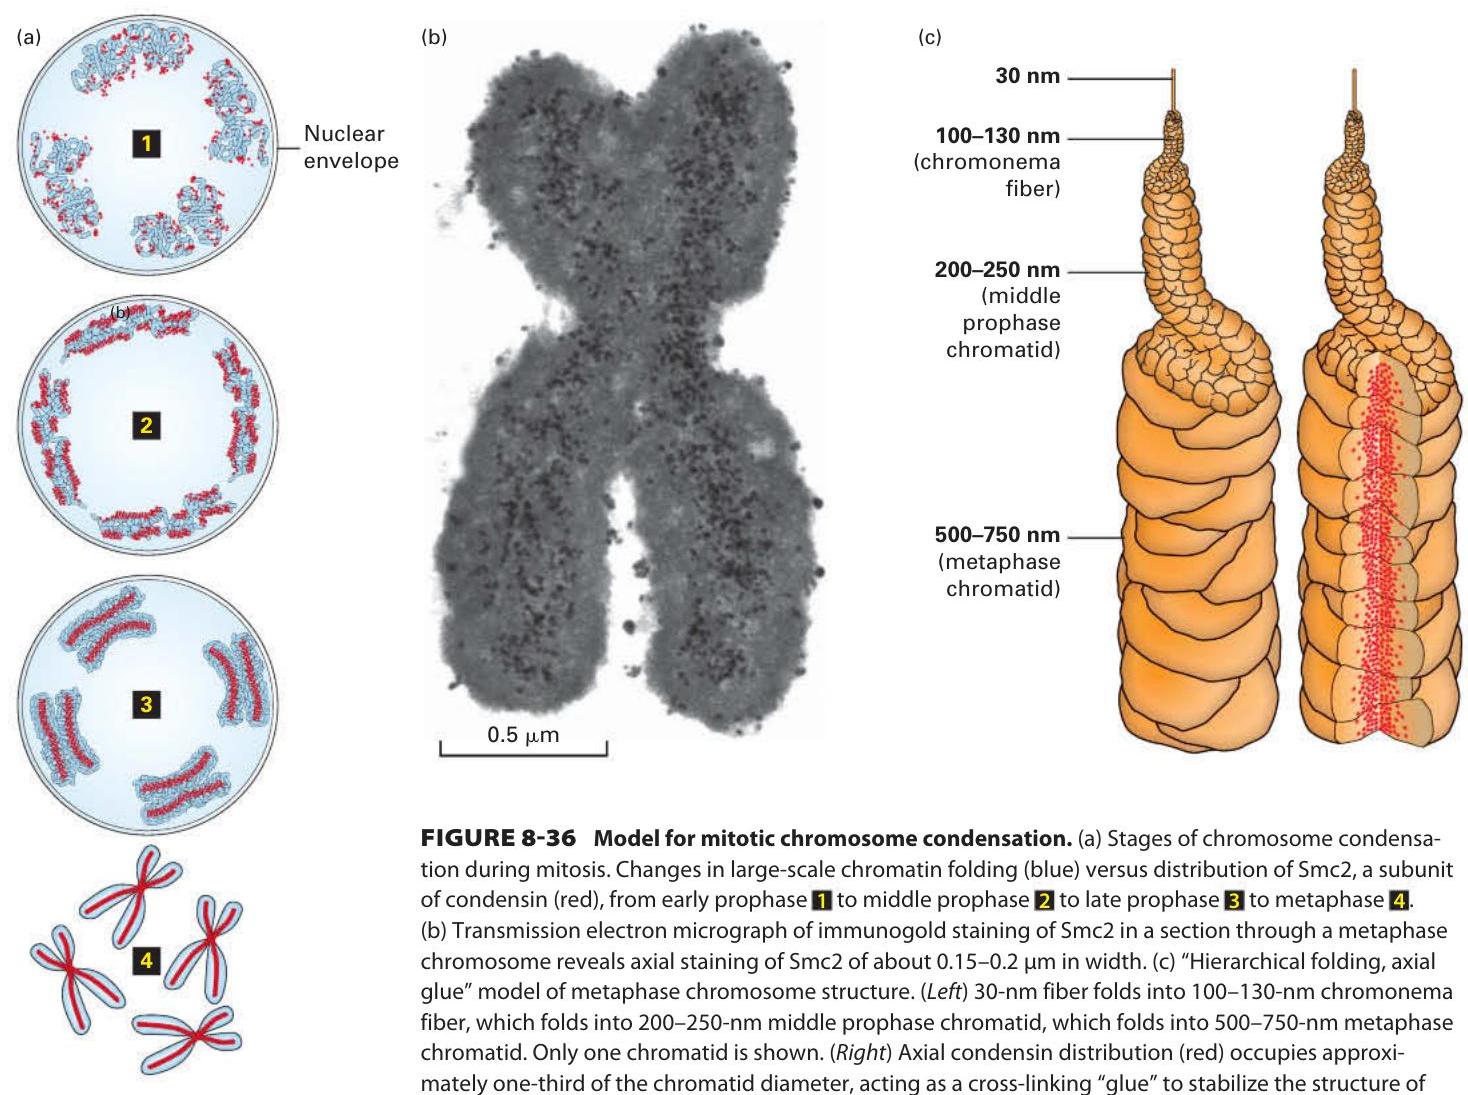 (a)
1
Nuclear
envelope
(b)
2
3
4
(b)
0.5 μm
(c)
30 nm
100–130 nm
(chromonema
fiber)
200–250 nm
(middle
prophase
chromatid)
500–750 nm
(metaphase
chromatid)
FIGURE 8-36 Model for mitotic chromosome condensation. (a) Stages of chromosome condensa-
tion during mitosis. Changes in large-scale chromatin folding (blue) versus distribution of Smc2, a subunit
of condensin (red), from early prophase 1 to middle prophase 2 to late prophase 3 to metaphase 4.
(b) Transmission electron micrograph of immunogold staining of Smc2 in a section through a metaphase
chromosome reveals axial staining of Smc2 of about 0.15–0.2 μm in width. (c) “Hierarchical folding, axial
glue” model of metaphase chromosome structure. (Left) 30-nm fiber folds into 100–130-nm chromonema
fiber, which folds into 200–250-nm middle prophase chromatid, which folds into 500–750-nm metaphase
chromatid. Only one chromatid is shown. (Right) Axial condensin distribution (red) occupies approxi-
mately one-third of the chromatid diameter, acting as a cross-linking “glue” to stabilize the structure of